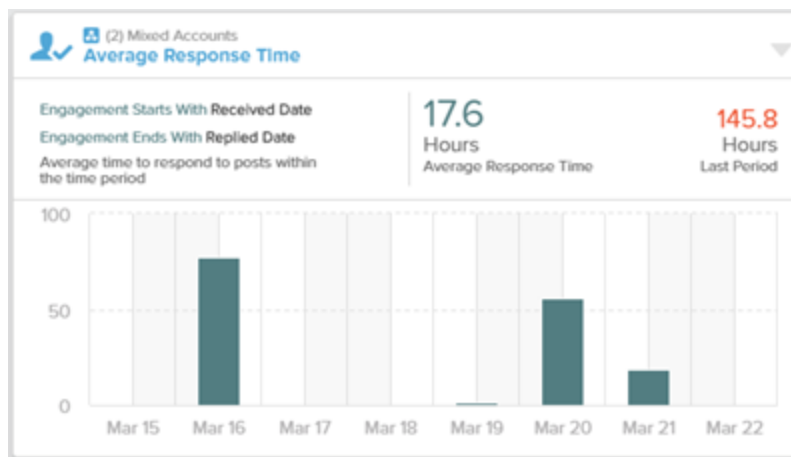 (2) Mixed Accounts
Average Response Time
Engagement Starts With Received Date
Engagement Ends With Replied Date
Average time to respond to posts within
the time period
17.6
Hours
Average Response Time
145.8
Hours
Last Period
100
50
0
Mar 15 Mar 16 Mar 17 Mar 18 Mar 19 Mar 20 Mar 21 Mar 22